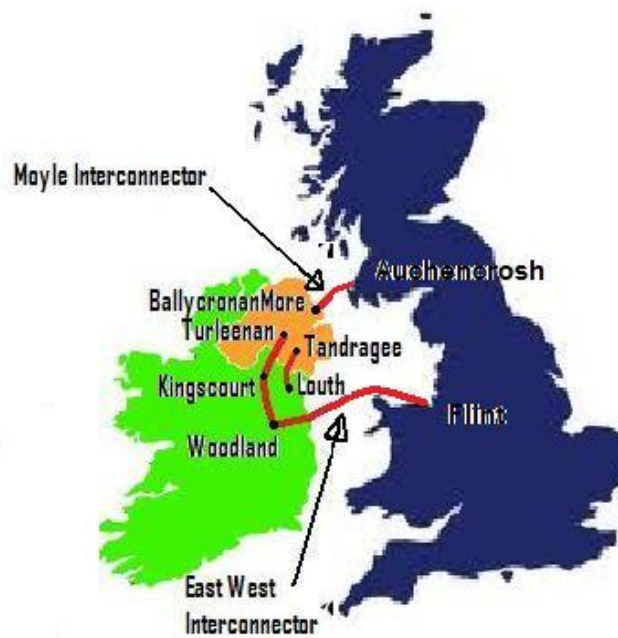 Moyle Interconnector
Auchencrosh
BallycronanMore
Turleenan
Tandragee
Kingscourt
Louth
Flint
Woodland
East West
Interconnector